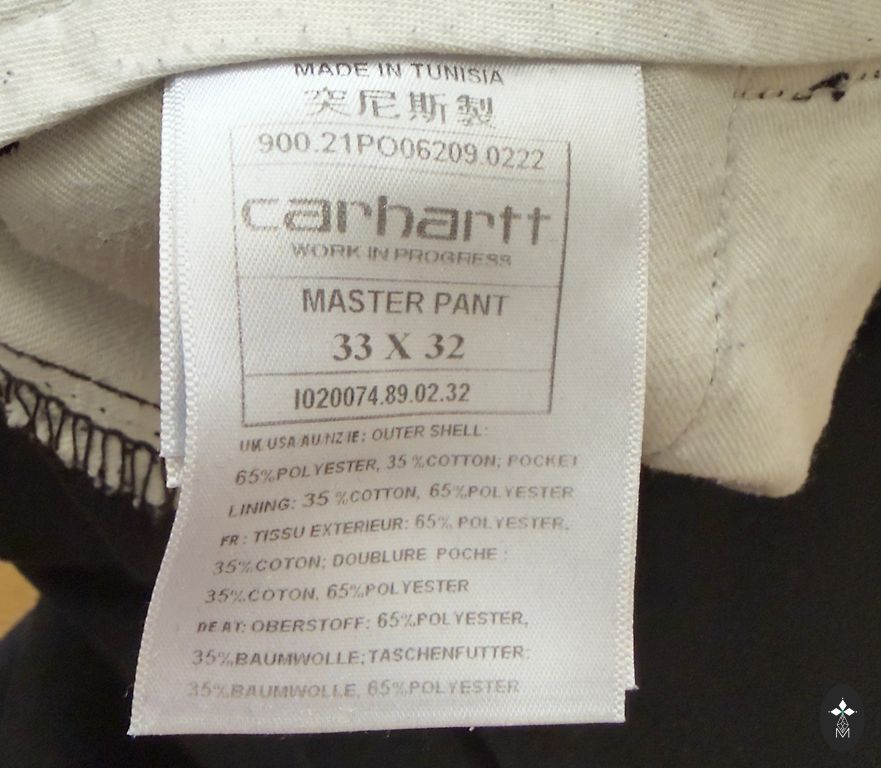 MADE IN TUNISIA
突尼斯製
900.21PO06209.0222
carhartt
WORK IN PROGRESS
MASTER PANT
33 X 32
I020074.89.02.32
UK USA AU/NZ IE: OUTER SHELL:
65%POLYESTER, 35 %COTTON; POCKET
LINING: 35 %COTTON, 65%POLYESTER
FR: TISSU EXTERIEUR: 65% POLYESTER,
35%COTON; DOUBLURE POCHE :
35%COTON, 65%POLYESTER
DE AT: OBERSTOFF: 65%POLYESTER,
35%BAUMWOLLE;TASCHENFUTTER:
35%BAUMWOLLE, 65%POLYESTER
M